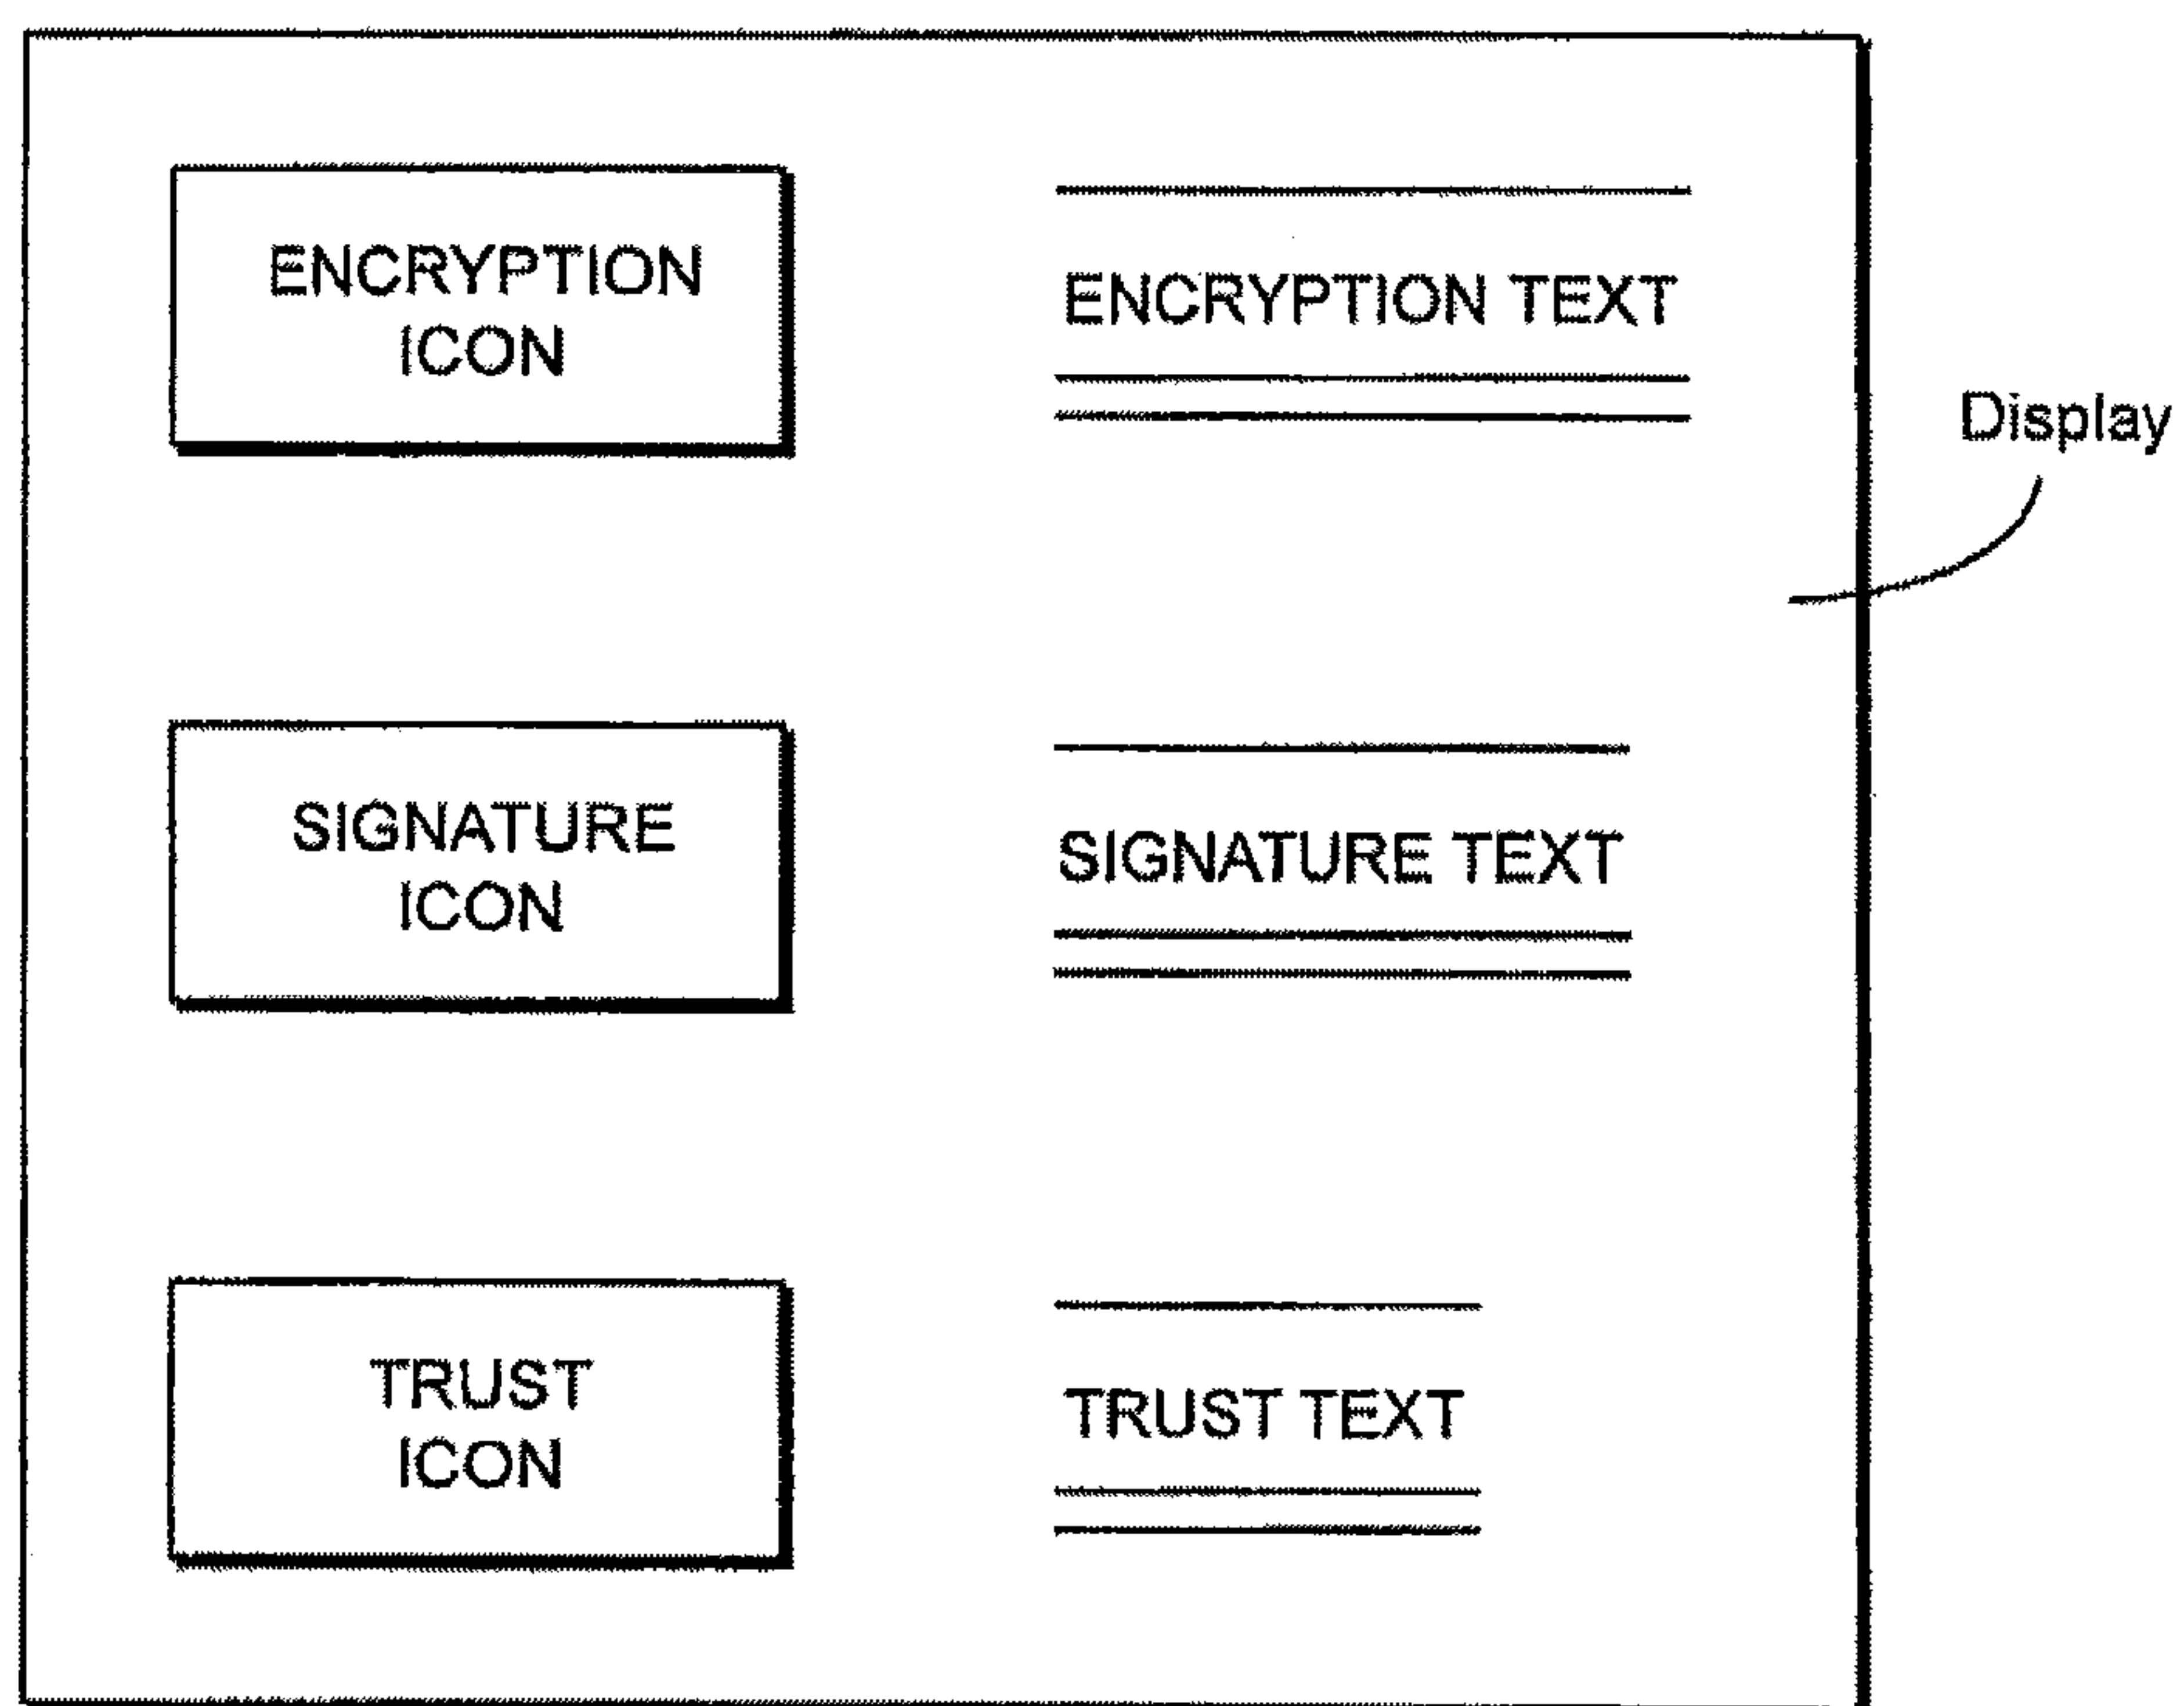 ENCRYPTION
ICON
ENCRYPTION TEXT
Display
SIGNATURE
ICON
SIGNATURE TEXT
TRUST
ICON
TRUST TEXT